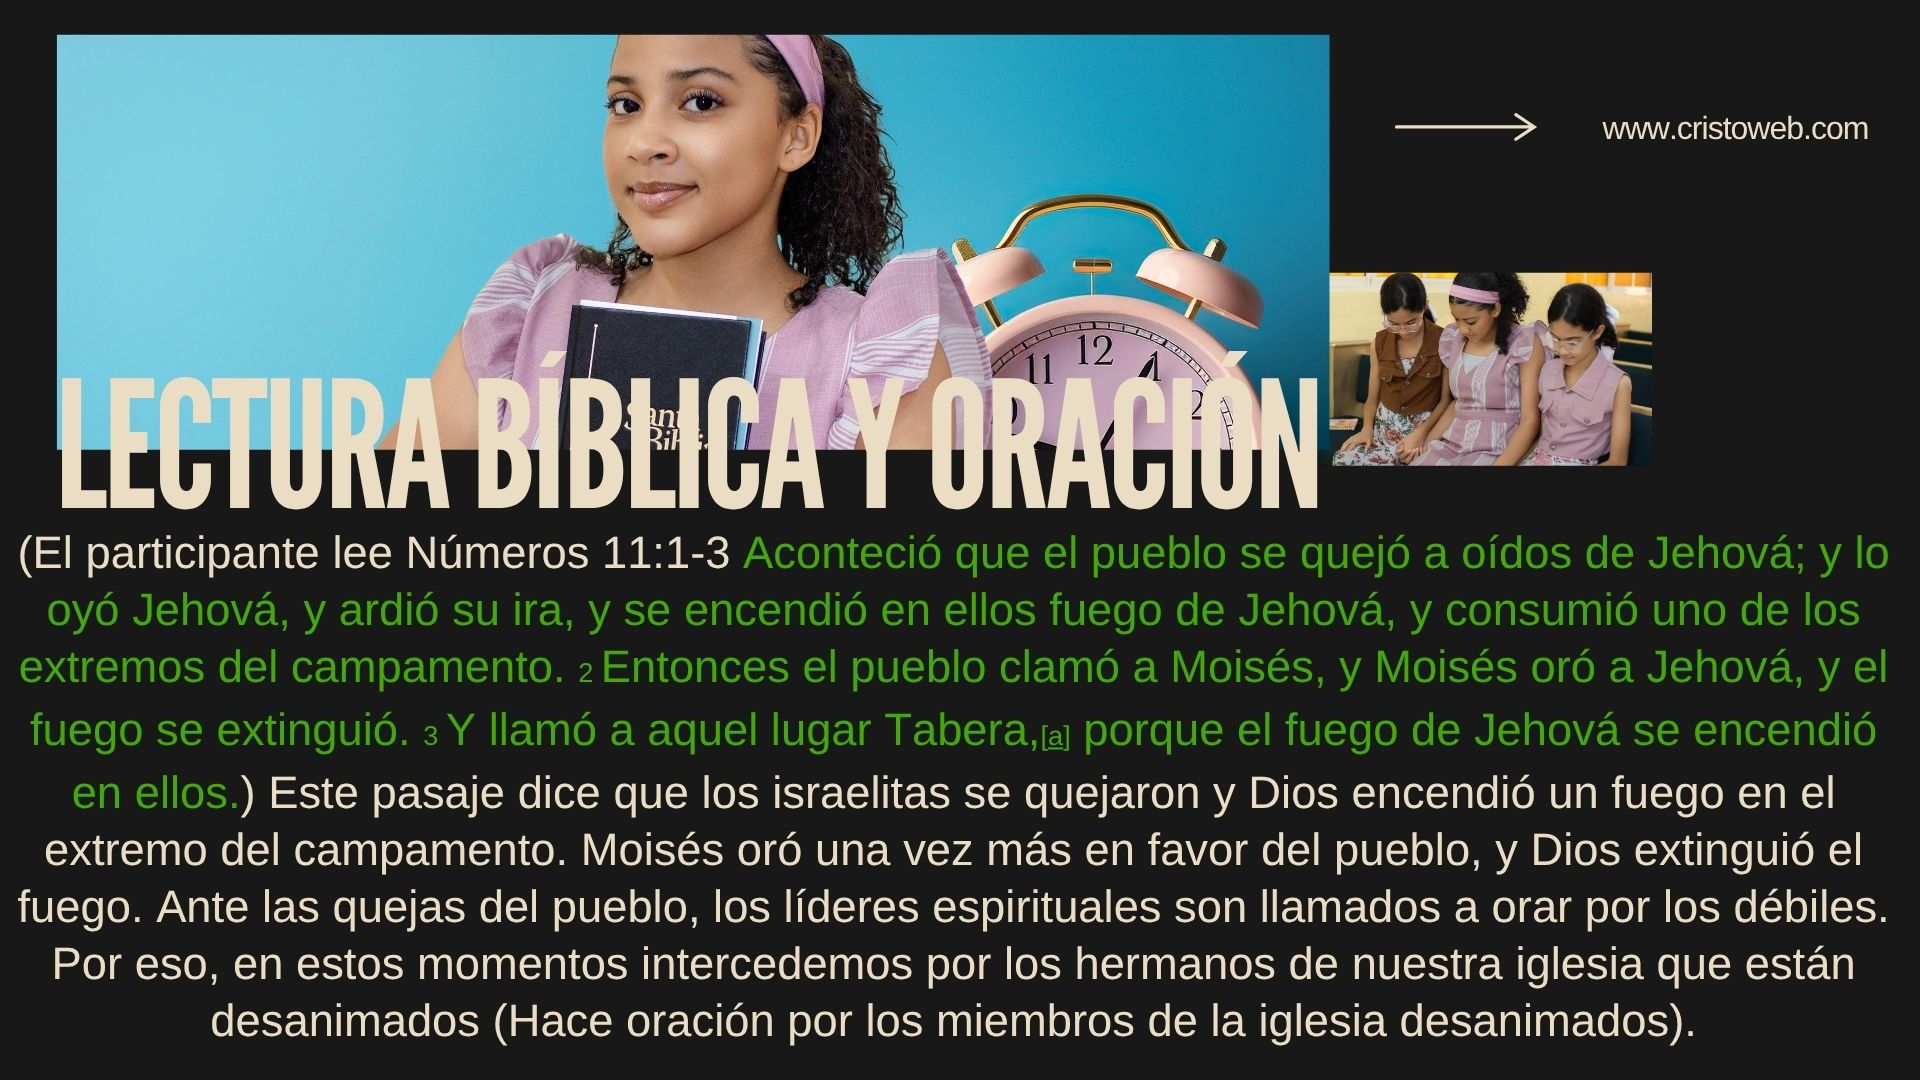 www.cristoweb.com
11 12 1
2
Santa
Biblia
LECTURA BÍBLICA Y ORACIÓN
(El participante lee Números 11:1-3 Aconteció que el pueblo se quejó a oídos de Jehová; y lo
oyó Jehová, y ardió su ira, y se encendió en ellos fuego de Jehová, y consumió uno de los
extremos del campamento. 2 Entonces el pueblo clamó a Moisés, y Moisés oró a Jehová, y el
fuego se extinguió. 3 Y llamó a aquel lugar Tabera,[a] porque el fuego de Jehová se encendió
en ellos.) Este pasaje dice que los israelitas se quejaron y Dios encendió un fuego en el
extremo del campamento. Moisés oró una vez más en favor del pueblo, y Dios extinguió el
fuego. Ante las quejas del pueblo, los líderes espirituales son llamados a orar por los débiles.
Por eso, en estos momentos intercedemos por los hermanos de nuestra iglesia que están
desanimados (Hace oración por los miembros de la iglesia desanimados).